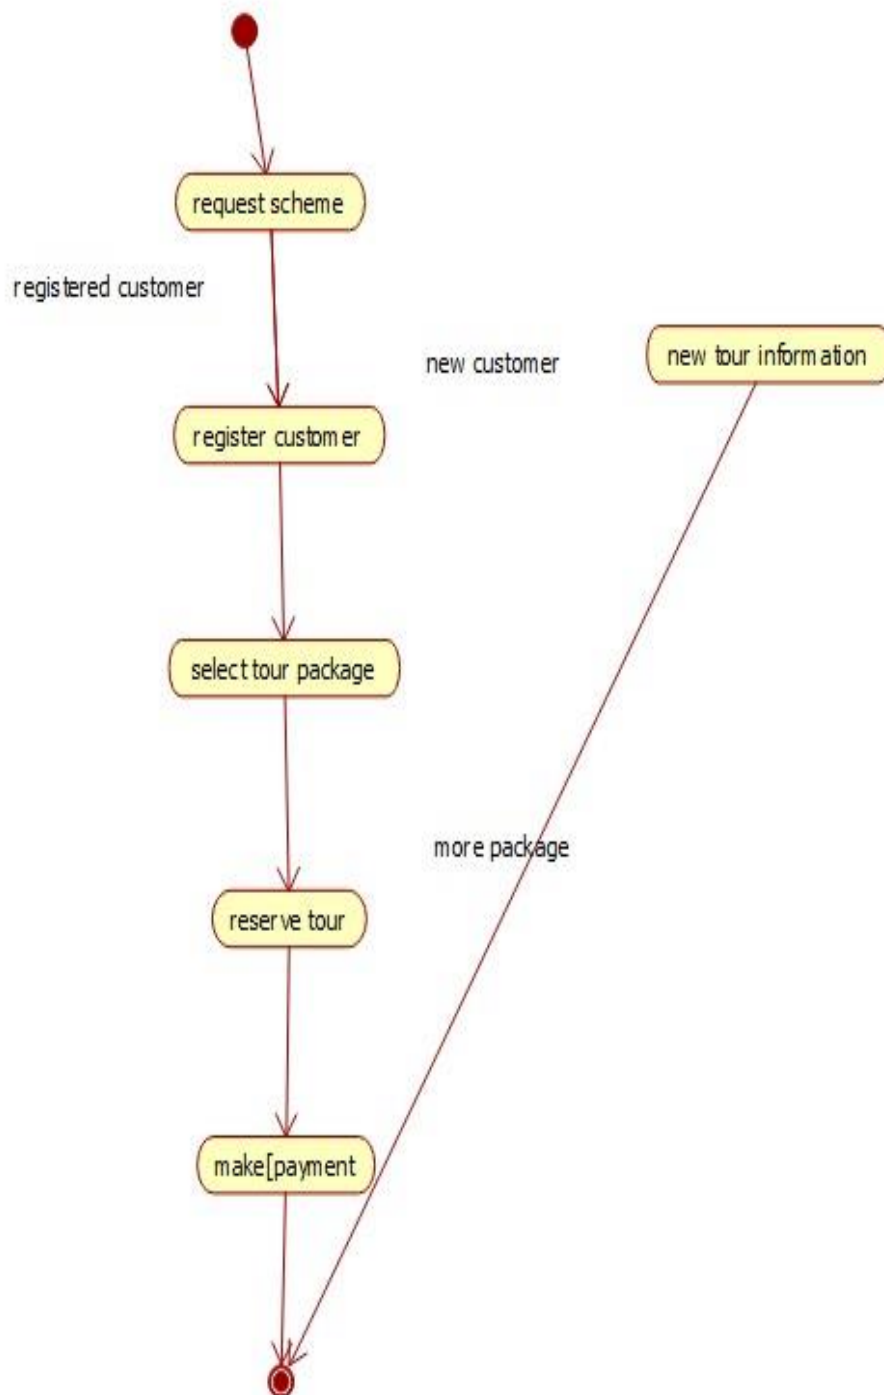 request scheme
registered customer
new customer
new tour information
register customer
select tour package
more package
reserve tour
make[payment